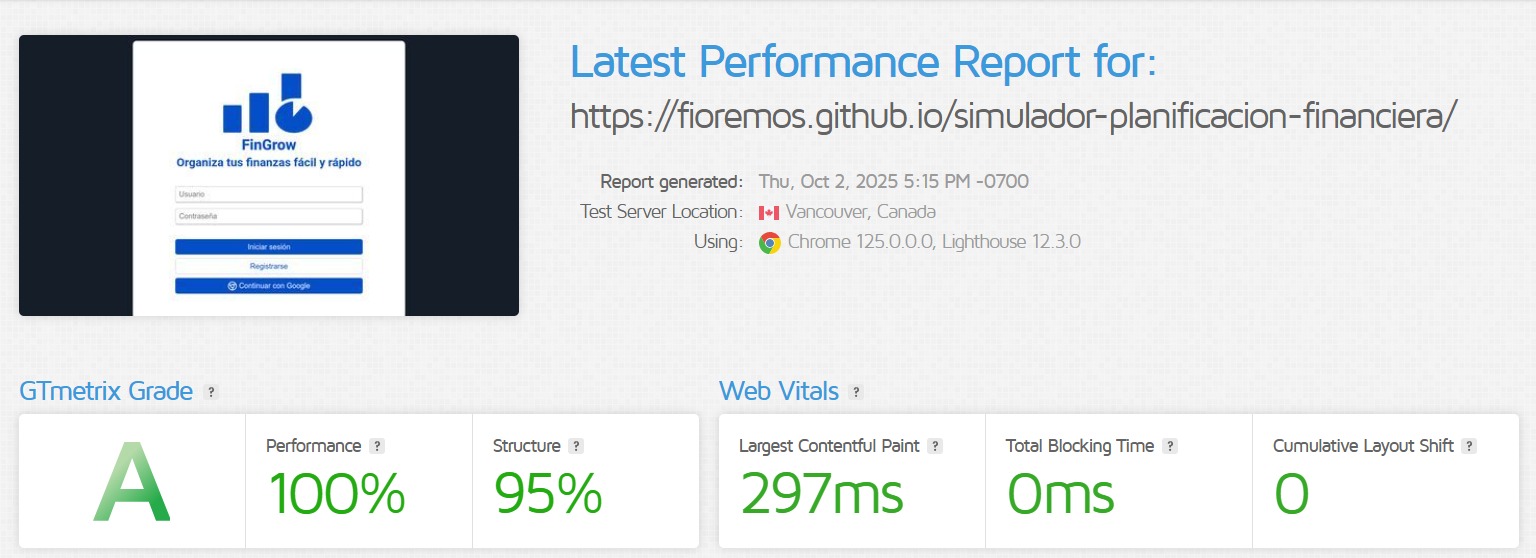 FinGrow
Organiza tus finanzas fácil y rápido
Usuario
Contraseña
Iniciar sesión
Registrarse
Continuar con Google
Latest Performance Report for:
https://fioremos.github.io/simulador-planificacion-financiera/
Report generated: Thu, Oct 2, 2025 5:15 PM -0700
Test Server Location: Vancouver, Canada
Using: Chrome 125.0.0.0, Lighthouse 12.3.0
GTmetrix Grade ?
A
Performance ?
100%
Structure ?
95%
Web Vitals ?
Largest Contentful Paint ?
297ms
Total Blocking Time ?
0ms
Cumulative Layout Shift ?
0